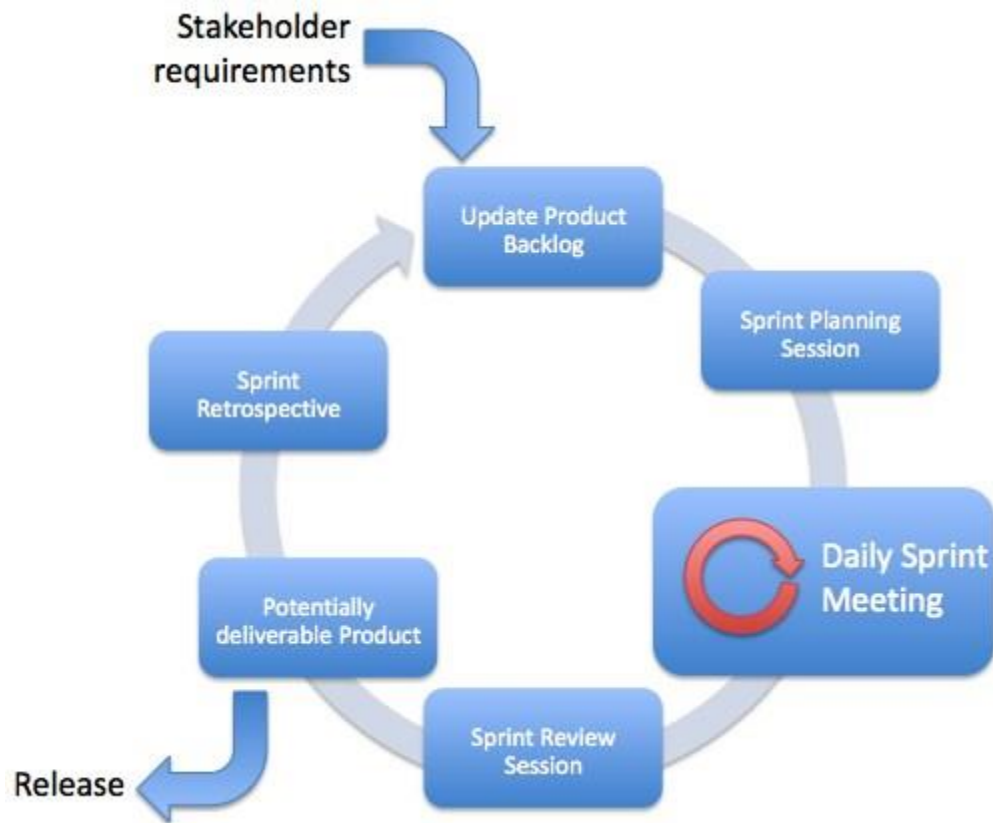 Stakeholder
requirements
Update Product
Backlog
Sprint Planning
Session
Daily Sprint
Meeting
Sprint Review
Session
Potentially
deliverable Product
Release
Sprint
Retrospective